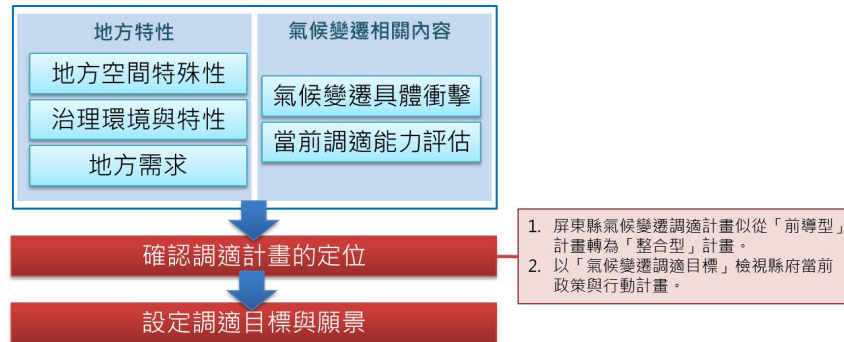 地方特性
地方空間特殊性
治理環境與特性
地方需求
氣候變遷相關內容
氣候變遷具體衝擊
當前調適能力評估
確認調適計畫的定位
1. 屏東縣氣候變遷調適計畫似從「前導型」
計畫轉為「整合型」計畫。
2. 以「氣候變遷調適目標」檢視縣府當前
政策與行動計畫。
設定調適目標與願景